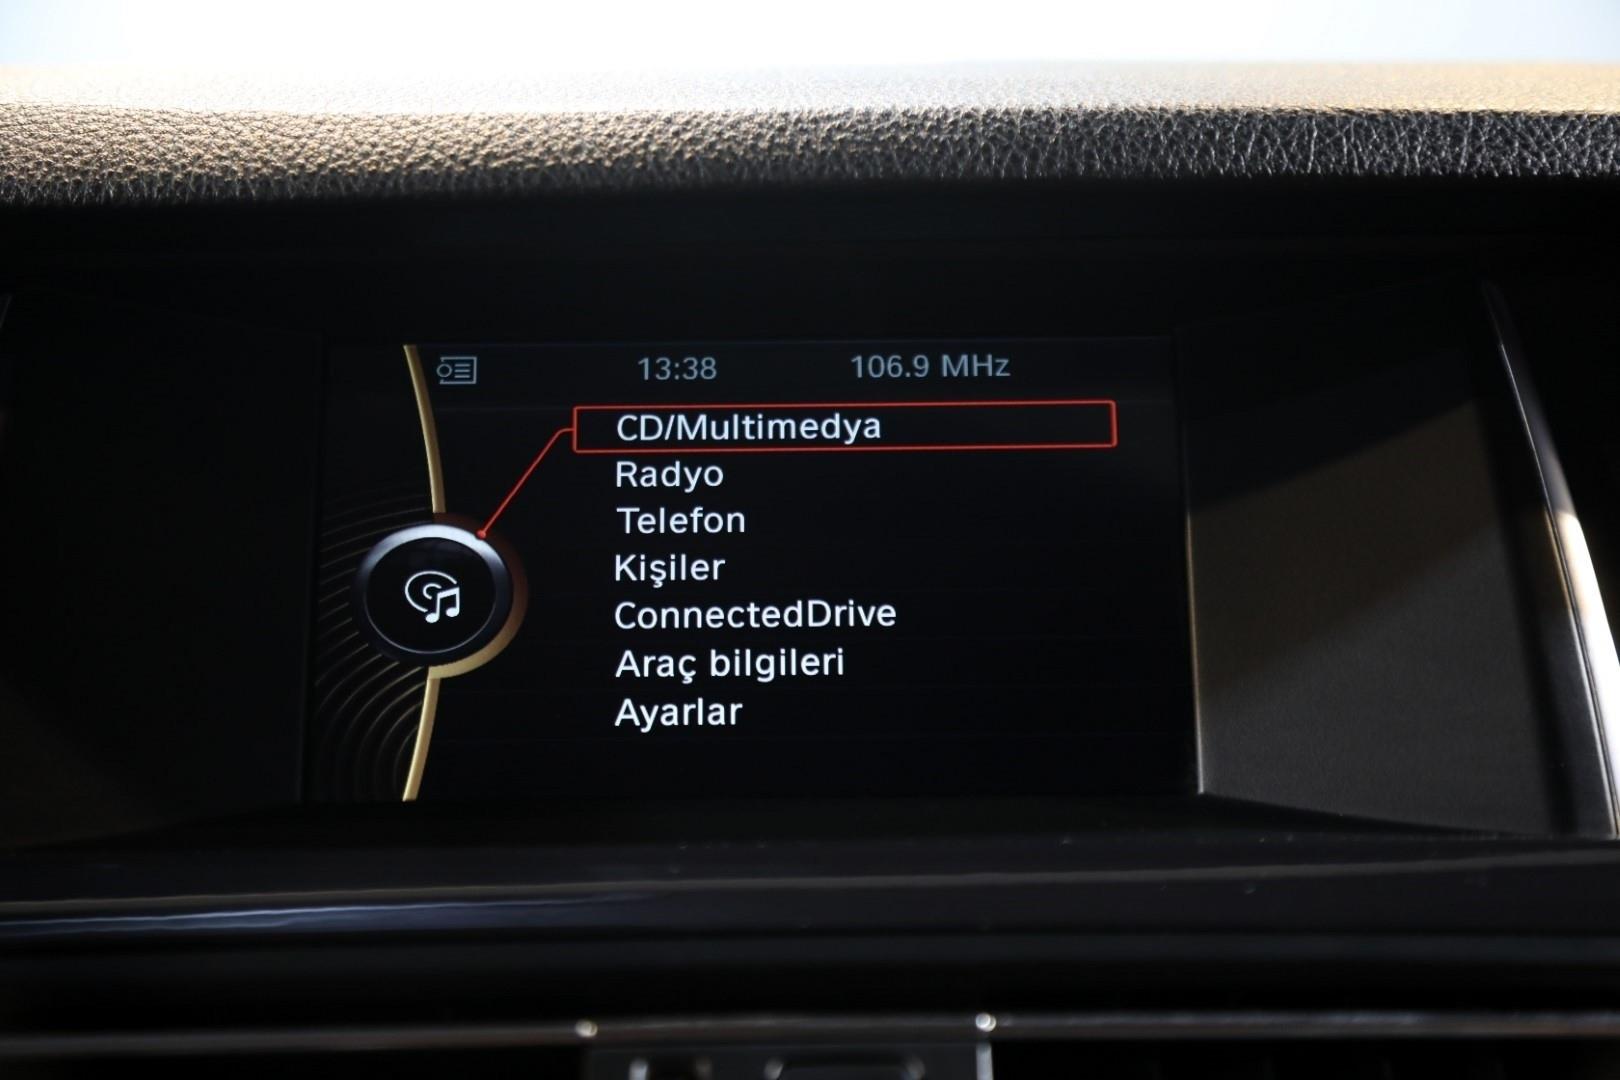 13:38 106.9 MHz
CD/Multimedya
Radyo
Telefon
Kişiler
ConnectedDrive
Araç bilgileri
Ayarlar